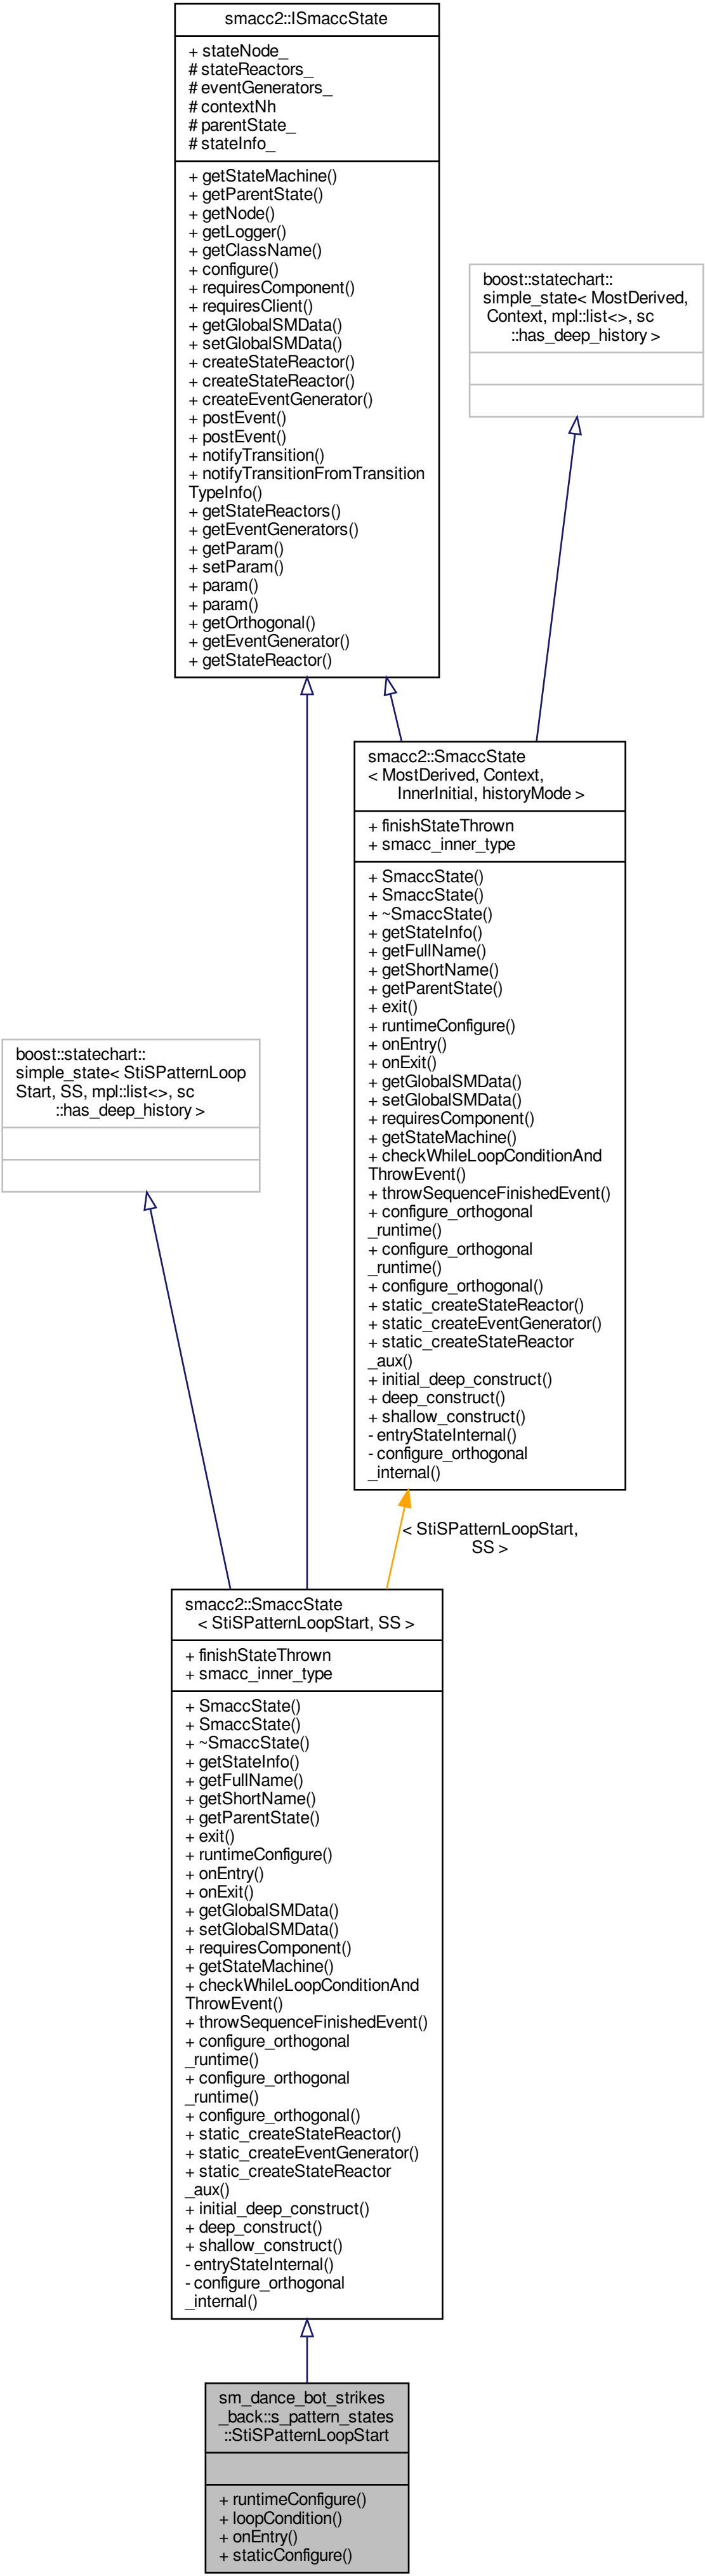 smacc2::ISmaccState
+ stateNode_
# stateReactors_
# eventGenerators_
# contextNh
# parentState_
# stateInfo_
+ getStateMachine()
+ getParentState()
+ getNode()
+ getLogger()
+ getClassName()
+ configure()
+ requiresComponent()
+ requiresClient()
+ getGlobalSMData()
+ setGlobalSMData()
+ createStateReactor()
+ createStateReactor()
+ createEventGenerator()
+ postEvent()
+ postEvent()
+ notifyTransition()
+ notifyTransitionFromTransition
TypeInfo()
+ getStateReactors()
+ getEventGenerators()
+ getParam()
+ setParam()
+ param()
+ param()
+ getOrthogonal()
+ getEventGenerator()
+ getStateReactor()
boost::statechart::
simple_state< MostDerived,
Context, mpl::list<>, sc
::has_deep_history >
smacc2::SmaccState
< MostDerived, Context,
InnerInitial, historyMode >
+ finishStateThrown
+ smacc_inner_type
+ SmaccState()
+ SmaccState()
+ ~SmaccState()
+ getStateInfo()
+ getFullName()
+ getShortName()
+ getParentState()
+ exit()
+ runtimeConfigure()
+ onEntry()
+ onExit()
+ getGlobalSMData()
+ setGlobalSMData()
+ requiresComponent()
+ getStateMachine()
+ checkWhileLoopConditionAnd
ThrowEvent()
+ throwSequenceFinishedEvent()
+ configure_orthogonal
_runtime()
+ configure_orthogonal
_runtime()
+ configure_orthogonal()
+ static_createStateReactor()
+ static_createEventGenerator()
+ static_createStateReactor
_aux()
+ initial_deep_construct()
+ deep_construct()
+ shallow_construct()
- entryStateInternal()
- configure_orthogonal
_internal()
boost::statechart::
simple_state< StiSPatternLoop
Start, SS, mpl::list<>, sc
::has_deep_history >
< StiSPatternLoopStart,
SS >
smacc2::SmaccState
< StiSPatternLoopStart, SS >
+ finishStateThrown
+ smacc_inner_type
+ SmaccState()
+ SmaccState()
+ ~SmaccState()
+ getStateInfo()
+ getFullName()
+ getShortName()
+ getParentState()
+ exit()
+ runtimeConfigure()
+ onEntry()
+ onExit()
+ getGlobalSMData()
+ setGlobalSMData()
+ requiresComponent()
+ getStateMachine()
+ checkWhileLoopConditionAnd
ThrowEvent()
+ throwSequenceFinishedEvent()
+ configure_orthogonal
_runtime()
+ configure_orthogonal
_runtime()
+ configure_orthogonal()
+ static_createStateReactor()
+ static_createEventGenerator()
+ static_createStateReactor
_aux()
+ initial_deep_construct()
+ deep_construct()
+ shallow_construct()
- entryStateInternal()
- configure_orthogonal
_internal()
sm_dance_bot_strikes
_back::s_pattern_states
::StiSPatternLoopStart
+ runtimeConfigure()
+ loopCondition()
+ onEntry()
+ staticConfigure()